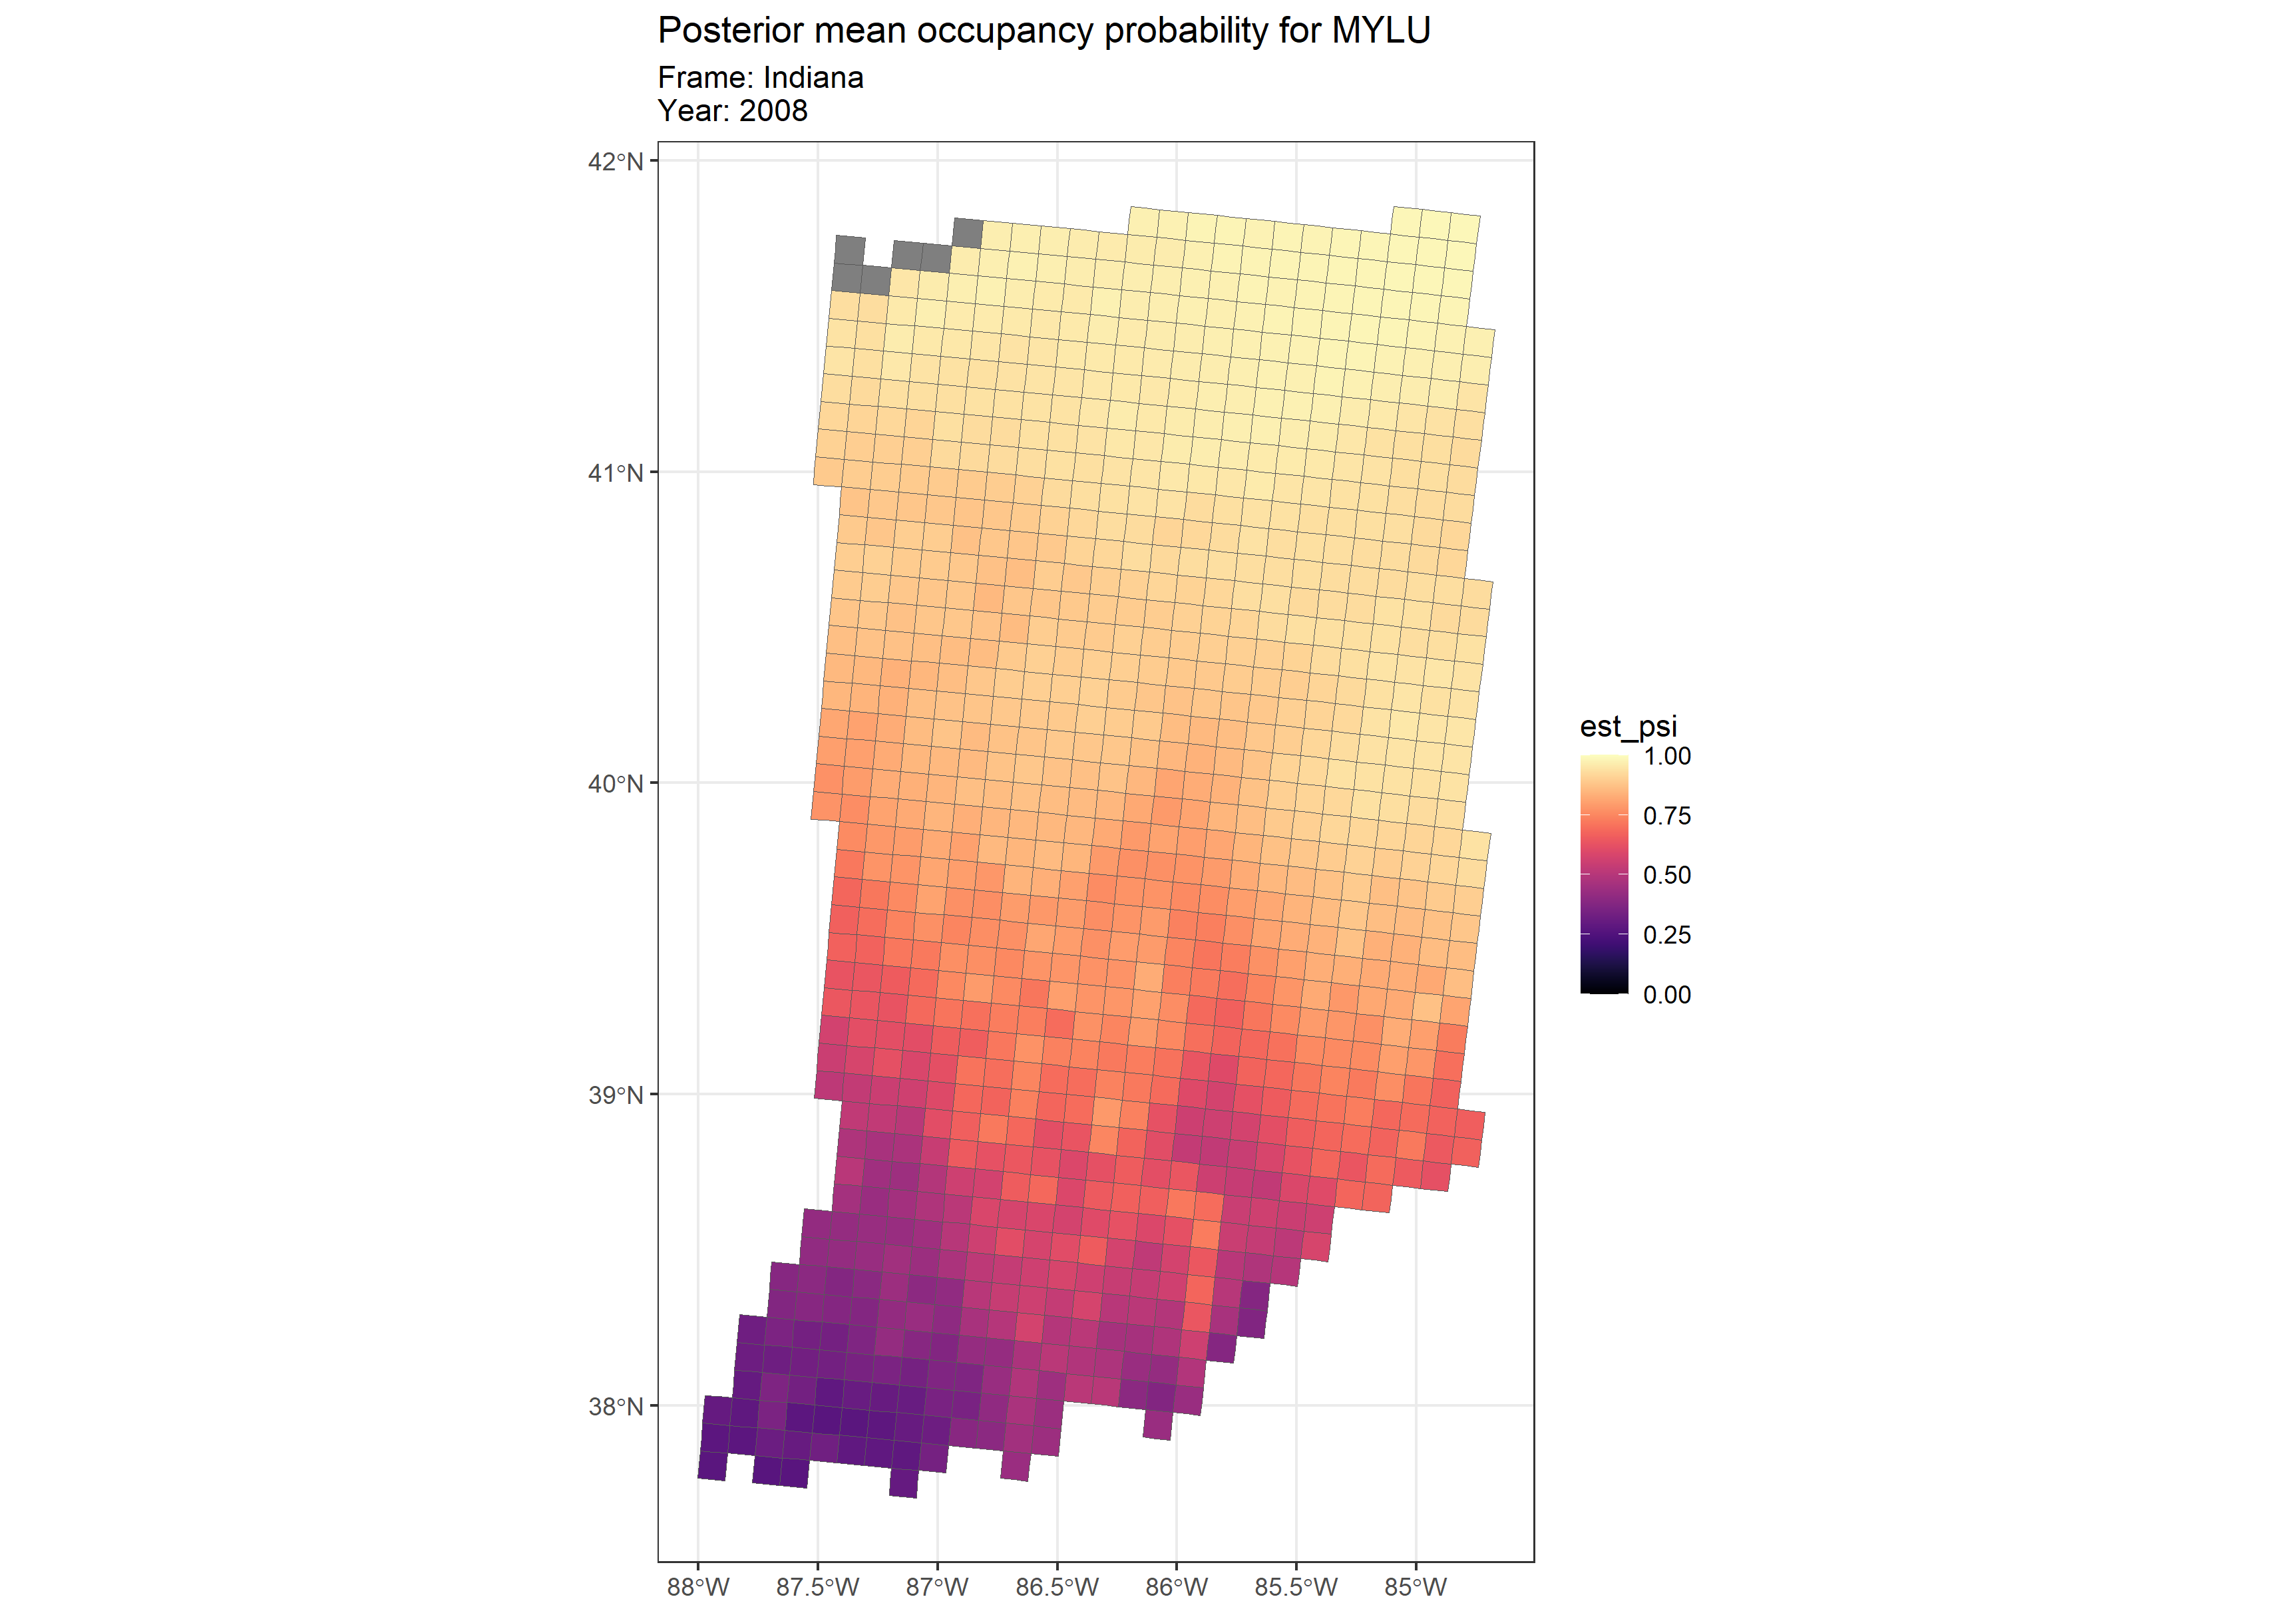 Posterior mean occupancy probability for MYLU
Frame: Indiana
Year: 2008
42°N
41°N
40°N
39°N
38°N
88°W
87.5°W
87°W
86.5°W
86°W
85.5°W
85°W
est_psi
1.00
0.75
0.50
0.25
0.00